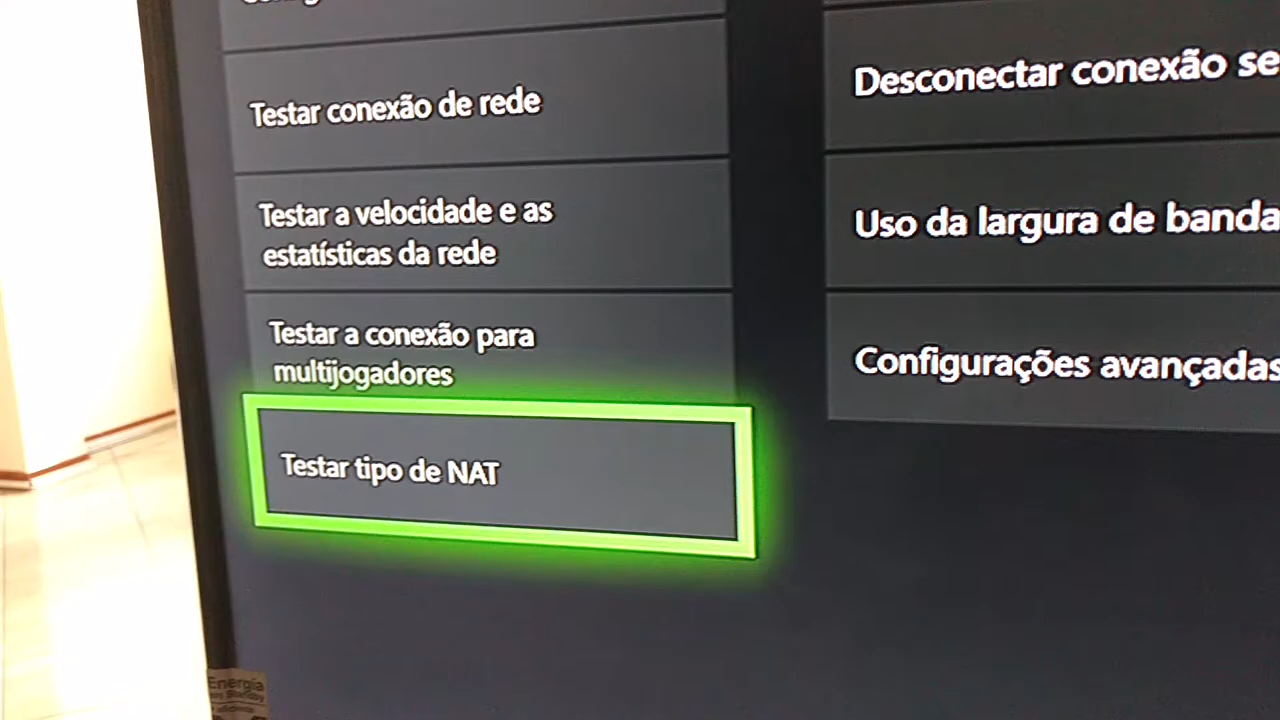 Testar conexão de rede
Testar a velocidade e as
estatísticas da rede
Testar a conexão para
multijogadores
Testar tipo de NAT
Desconectar conexão se
Uso da largura de banda
Configurações avançadas
Energia